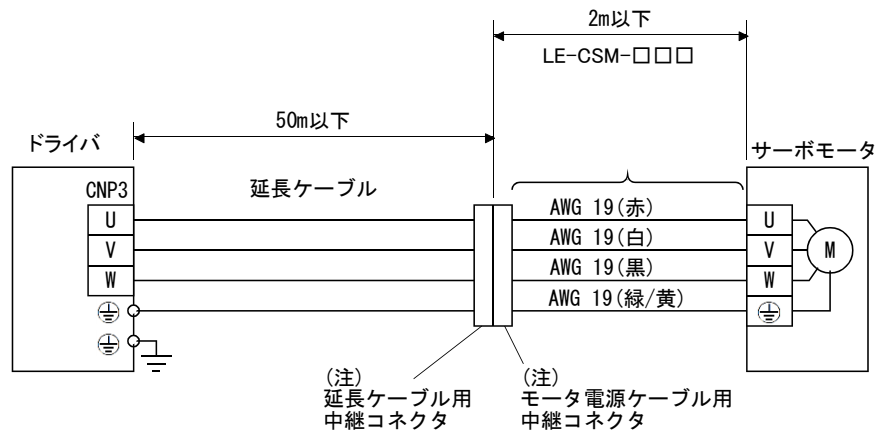 2m以下
LE-CSM-□□□
50m以下
ドライバ
サーボモータ
CNP3
延長ケーブル
U
AWG 19(赤)
U
V
AWG 19(白)
V
M
W
AWG 19(黒)
W
AWG 19(緑/黄)
(注)
延長ケーブル用
中継コネクタ
(注)
モータ電源ケーブル用
中継コネクタ